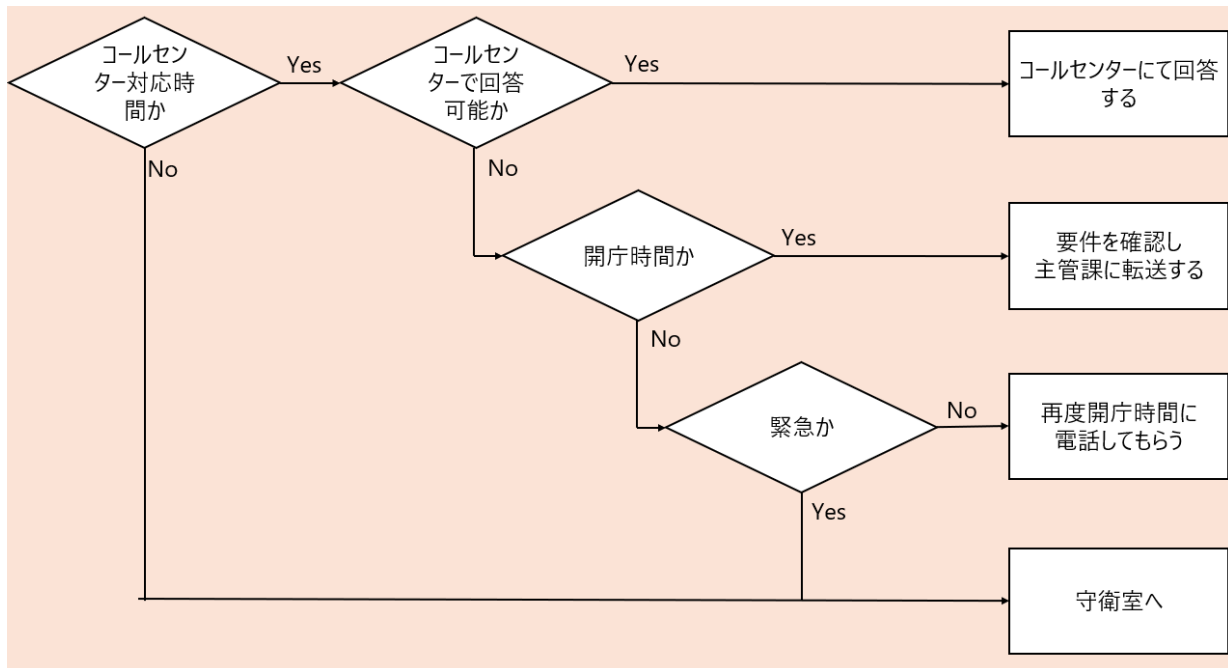 コールセン
ター対応時
間か
Yes
コールセン
ターで回答
可能か
Yes
コールセンターにて回答
する
No
No
開庁時間か
Yes
要件を確認し
主管課に転送する
No
緊急か
No
再度開庁時間に
電話してもらう
Yes
守衛室へ